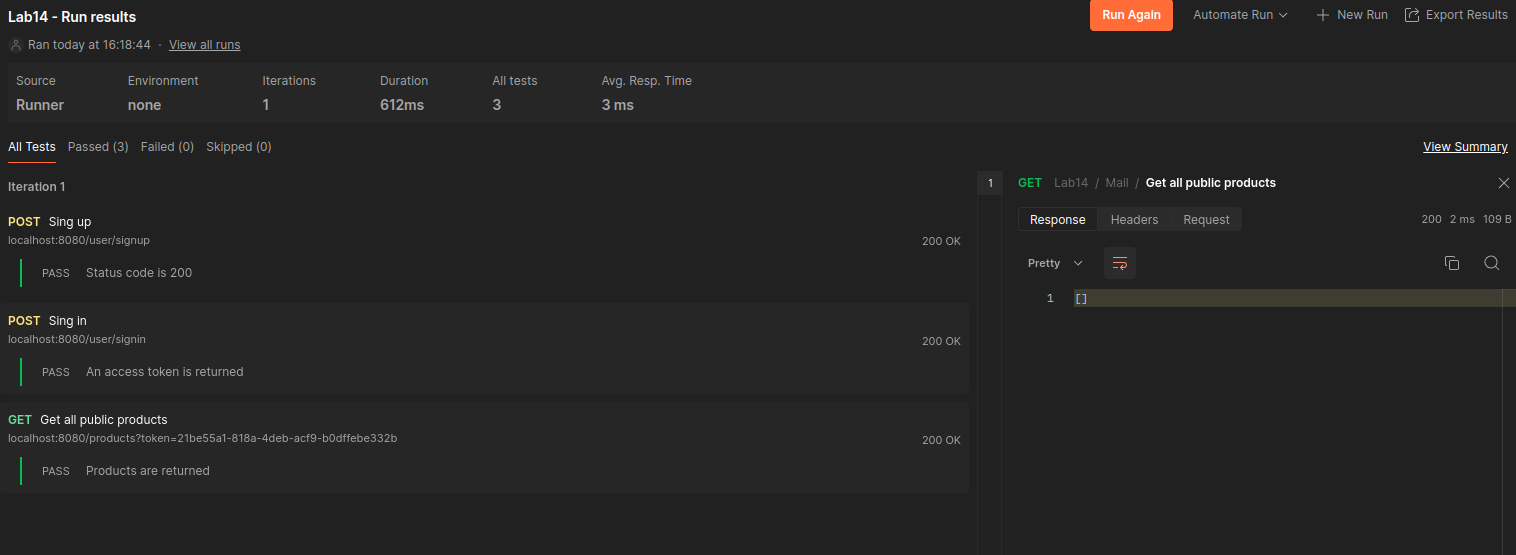 Lab14 - Run results
Run Again
Automate Run
New Run
Export Results
Ran today at 16:18:44 · View all runs
Source Environment Iterations Duration All tests Avg. Resp. Time
Runner none 1 612ms 3 3 ms
All Tests Passed (3) Failed (0) Skipped (0)
View Summary
Iteration 1
POST Sing up
localhost:8080/user/signup
200 OK
PASS Status code is 200
POST Sing in
localhost:8080/user/signin
200 OK
PASS An access token is returned
GET Get all public products
localhost:8080/products?token=21be55a1-818a-4deb-acf9-b0dffebe332b
200 OK
PASS Products are returned
1
GET Lab14 / Mail / Get all public products
Response Headers Request
200 2 ms 109 B
Pretty
1 []